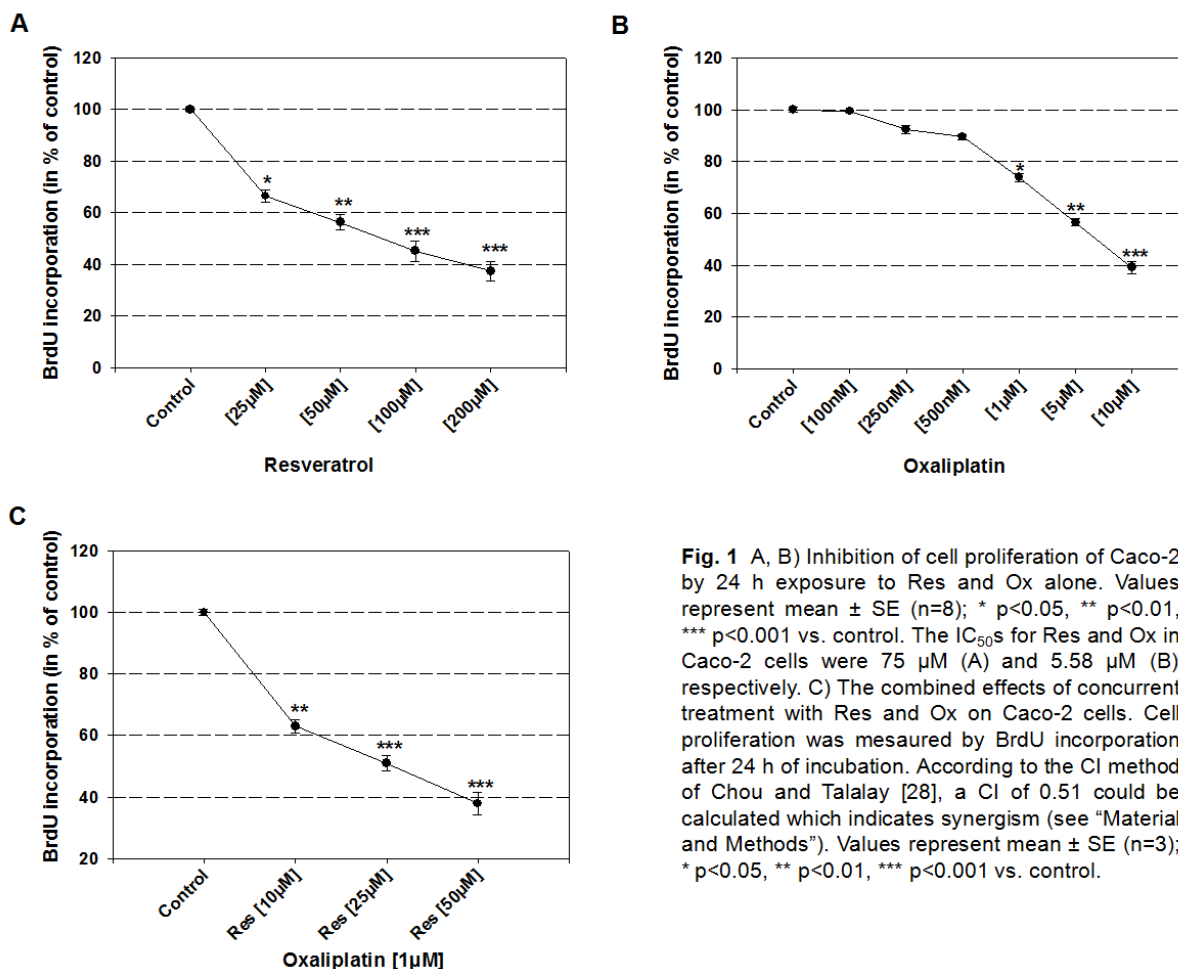 A
BrdU incorporation (in % of control)
120
100
80
60
40
20
0
*
**
***
***
Control
[25µM]
[50µM]
[100µM]
[200µM]
Resveratrol
B
BrdU incorporation (in % of control)
120
100
80
60
40
20
0
*
**
***
Control
[100nM]
[250nM]
[500nM]
[1µM]
[5µM]
[10µM]
Oxaliplatin
C
BrdU incorporation (in % of control)
120
100
80
60
40
20
**
***
***
Control
Res [10µM]
Res [25µM]
Res [50µM]
Oxaliplatin [1µM]
Fig. 1 A, B) Inhibition of cell proliferation of Caco-2
by 24 h exposure to Res and Ox alone. Values
represent mean ± SE (n=8); * p<0.05, ** p<0.01,
*** p<0.001 vs. control. The IC50s for Res and Ox in
Caco-2 cells were 75 µM (A) and 5.58 µM (B)
respectively. C) The combined effects of concurrent
treatment with Res and Ox on Caco-2 cells. Cell
proliferation was mesaured by BrdU incorporation
after 24 h of incubation. According to the CI method
of Chou and Talalay [28], a CI of 0.51 could be
calculated which indicates synergism (see “Material
and Methods”). Values represent mean ± SE (n=3);
* p<0.05, ** p<0.01, *** p<0.001 vs. control.